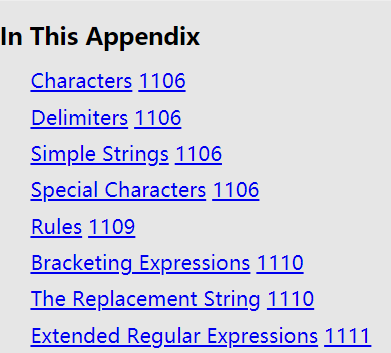 In This Appendix
Characters 1106
Delimiters 1106
Simple Strings 1106
Special Characters 1106
Rules 1109
Bracketing Expressions 1110
The Replacement String 1110
Extended Regular Expressions 1111